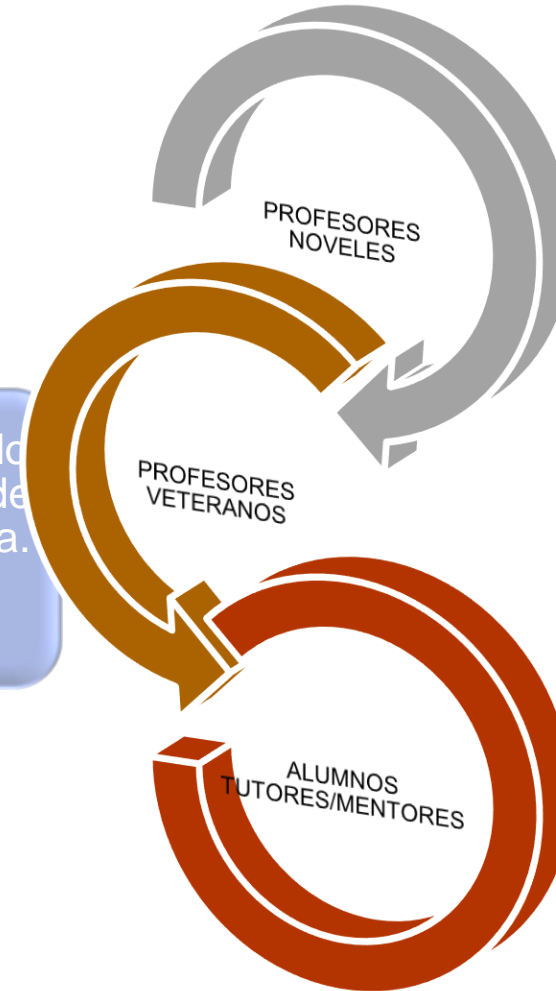 PROFESORES
NOVELES
PROFESORES
VETERANOS
a.
ALUMNOS
TUTORES/MENTORES